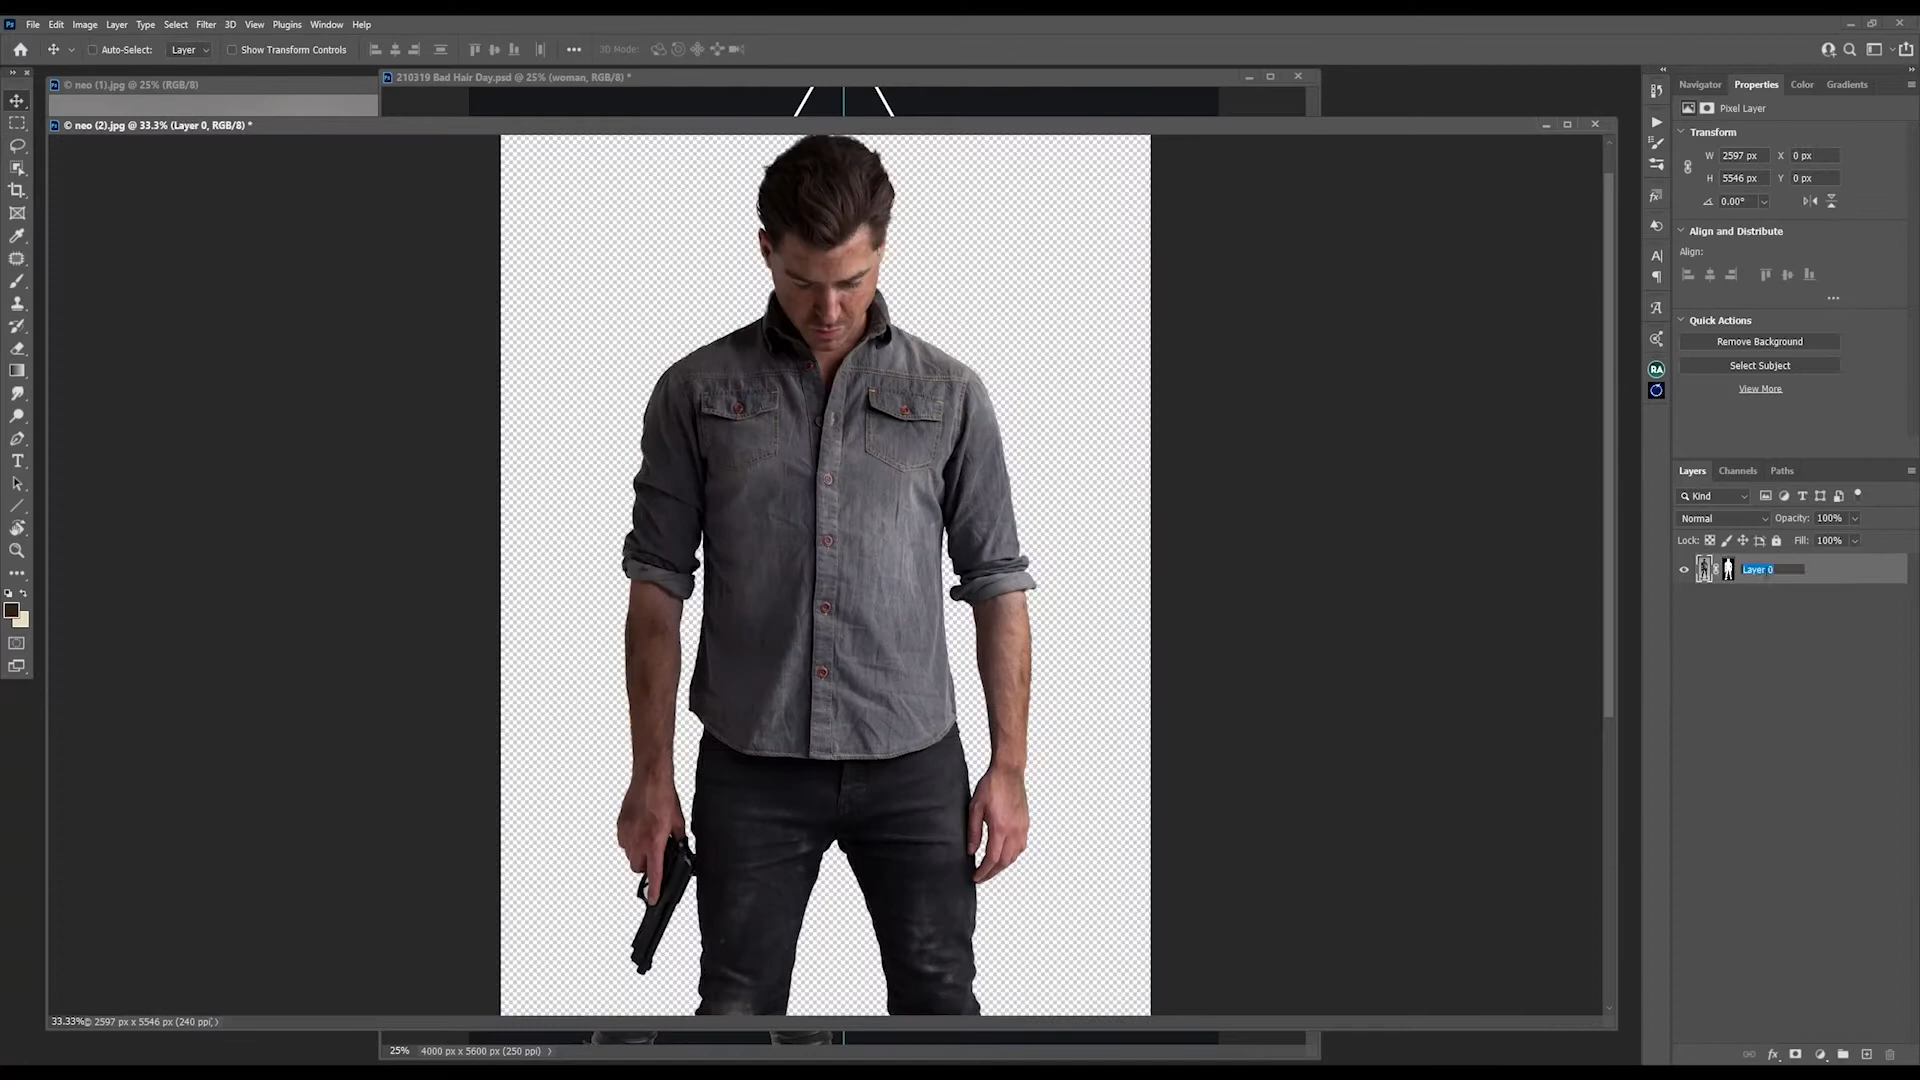 Ps File Edit Image Layer Type Select Filter 3D View Plugins Window Help
Auto-Select: Layer Show Transform Controls ••• 3D Mode:
© neo (1).jpg @ 25% (RGB/8)
210319 Bad Hair Day.psd @ 25% (woman, RGB/8) *
© neo (2).jpg @ 33.3% (Layer 0, RGB/8) *
Navigator Properties Color Gradients
Pixel Layer
Transform
W 2597 px X 0 px
H 5546 px Y 0 px
0.00°
Align and Distribute
Align:
Quick Actions
Remove Background
Select Subject
View More
RA
Layers Channels Paths
Kind
Normal Opacity: 100%
Lock: Fill: 100%
Layer 0
33.33% © 2597 px x 5546 px (240 ppi)
25% 4000 px x 5600 px (250 ppi)
fx